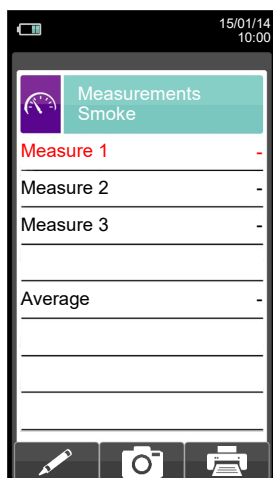 15/01/14
10:00
Measurements
Smoke
Measure 1 -
Measure 2 -
Measure 3 -
Average -